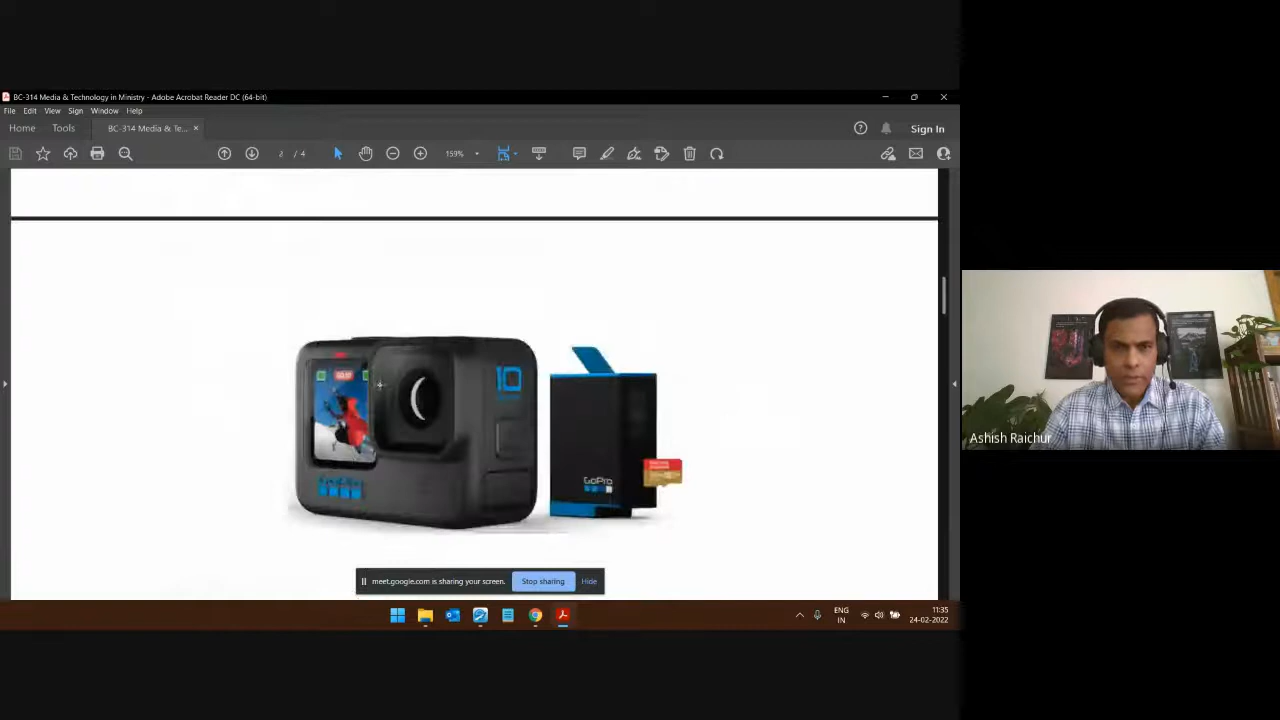 BC-314 Media & Technology in Ministry - Adobe Acrobat Reader DC (64-bit)
File Edit View Sign Window Help
Home Tools BC-314 Media & Te... × Sign In
/ 4 159%
10
GoPro
meet.google.com is sharing your screen. Stop sharing Hide
Ashish Raichur
ENG
IN
11:35
24-02-2022